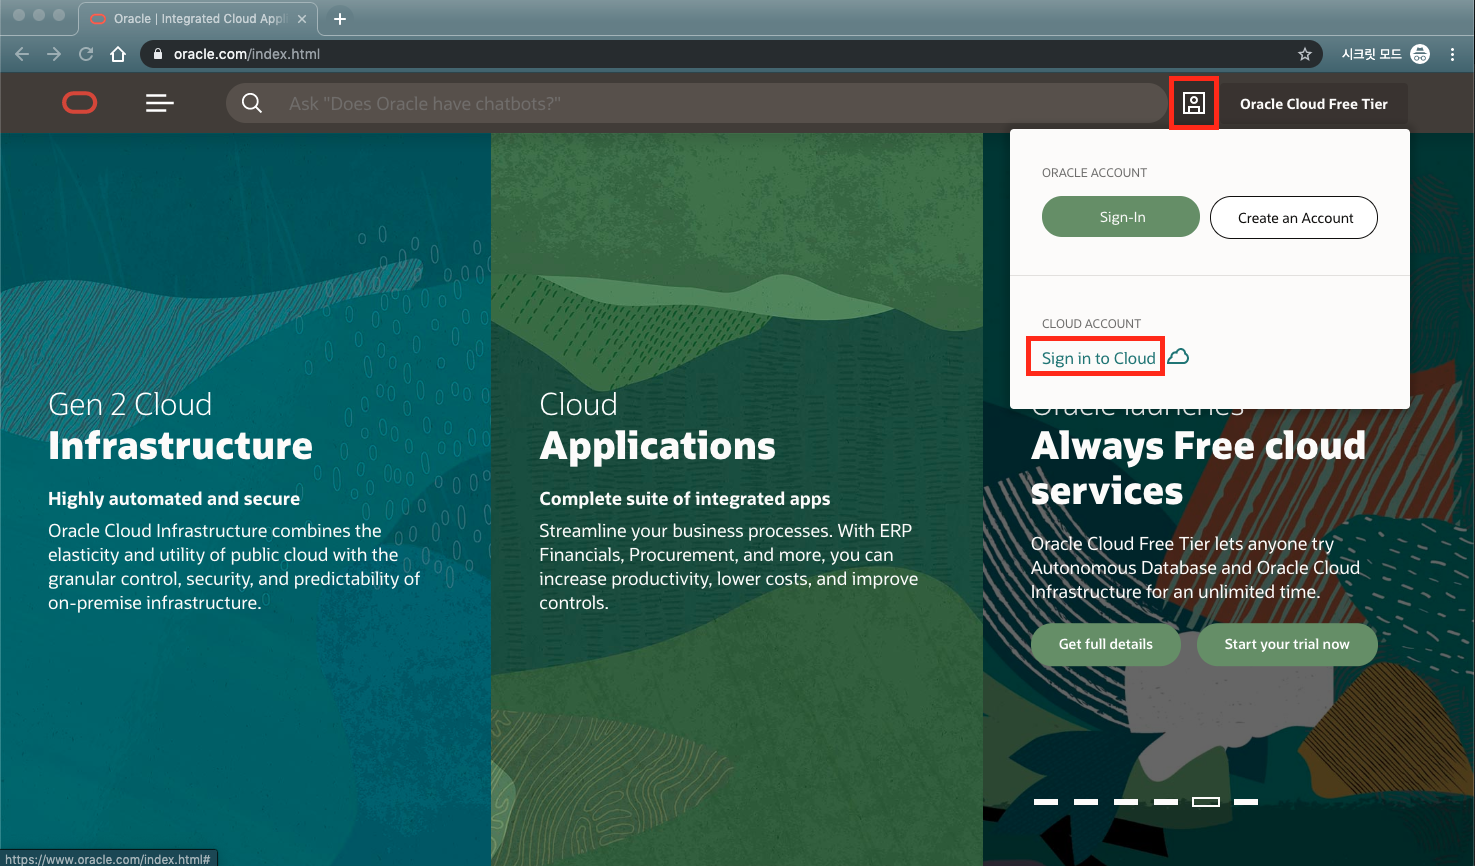 Oracle | Integrated Cloud Appl
oracle.com/index.html
시크릿 모드
Ask "Does Oracle have chatbots?"
Oracle Cloud Free Tier
ORACLE ACCOUNT
Sign-In
Create an Account
CLOUD ACCOUNT
Sign in to Cloud
Gen 2 Cloud
Infrastructure
Highly automated and secure
Oracle Cloud Infrastructure combines the
elasticity and utility of public cloud with the
granular control, security, and predictability of
on-premise infrastructure.
Cloud
Applications
Complete suite of integrated apps
Streamline your business processes. With ERP
Financials, Procurement, and more, you can
increase productivity, lower costs, and improve
controls.
Oracle launches
Always Free cloud
services
Oracle Cloud Free Tier lets anyone try
Autonomous Database and Oracle Cloud
Infrastructure for an unlimited time.
Get full details
Start your trial now
https://www.oracle.com/index.html#